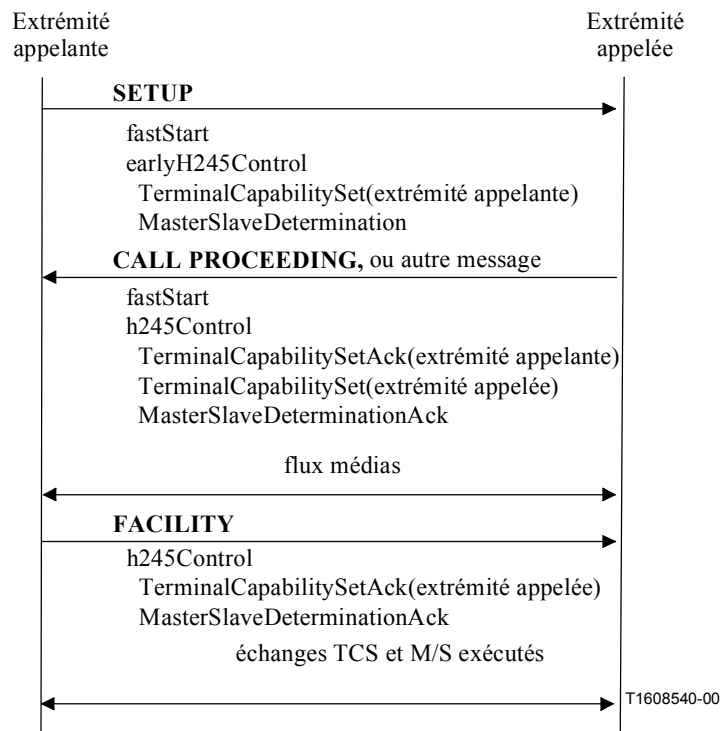 Extrémité
appelante
Extrémité
appelée
SETUP
fastStart
earlyH245Control
TerminalCapabilitySet(extrémité appelante)
MasterSlaveDetermination
CALL PROCEEDING, ou autre message
fastStart
h245Control
TerminalCapabilitySetAck(extrémité appelante)
TerminalCapabilitySet(extrémité appelée)
MasterSlaveDeterminationAck
flux médias
FACILITY
h245Control
TerminalCapabilitySetAck(extrémité appelée)
MasterSlaveDeterminationAck
échanges TCS et M/S exécutés
T1608540-00